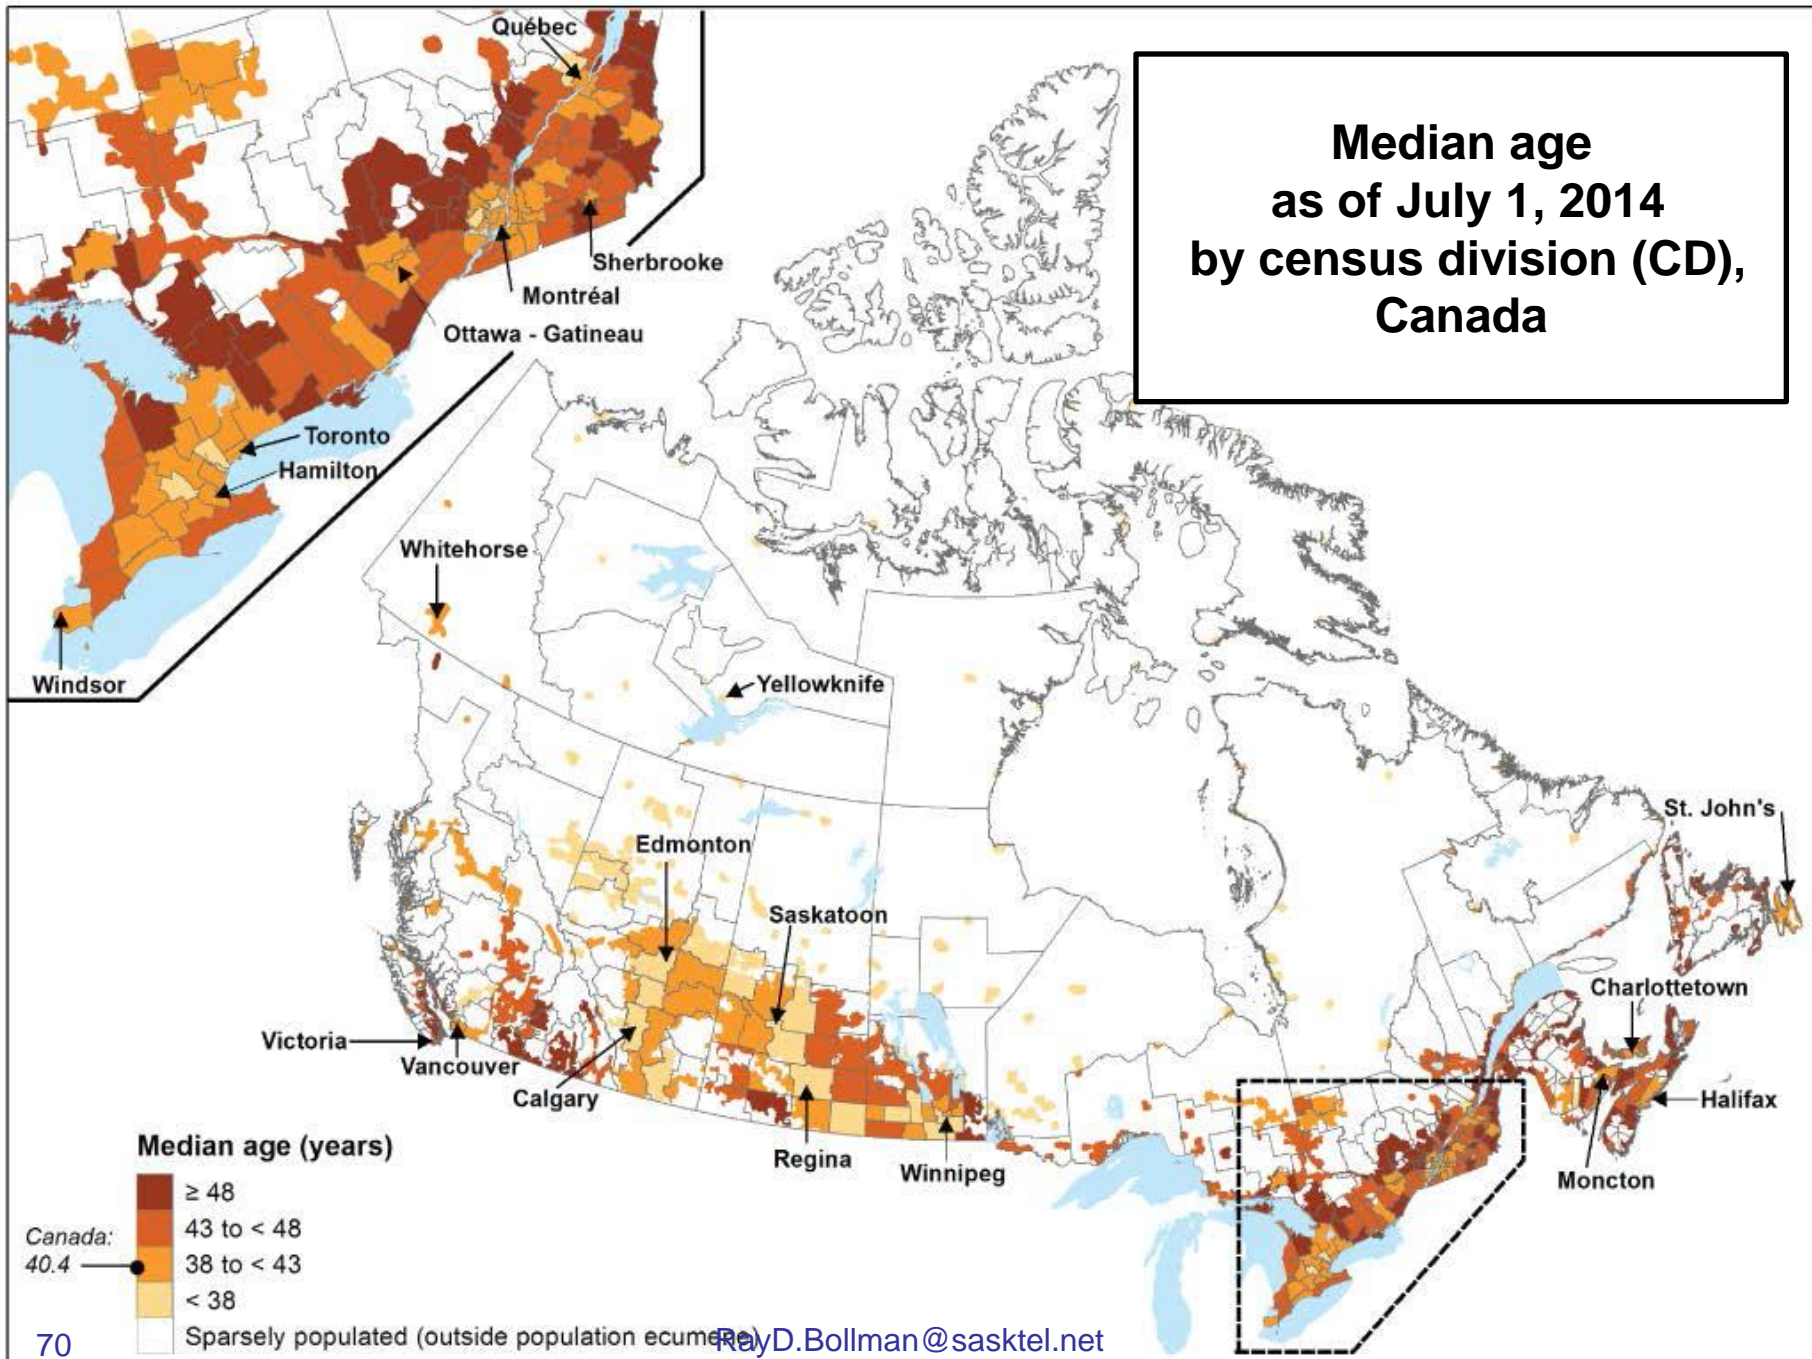 Median age
as of July 1, 2014
by census division (CD),
Canada
Québec
Sherbrooke
Montréal
Ottawa - Gatineau
Toronto
Hamilton
Windsor
Whitehorse
Yellowknife
Edmonton
Saskatoon
St. John's
Charlottetown
Victoria
Vancouver
Calgary
Halifax
Regina
Winnipeg
Moncton
Median age (years)
≥ 48
43 to < 48
Canada:
40.4
38 to < 43
< 38
Sparsely populated (outside population ecumene)
70
RayD.Bollman@sasktel.net